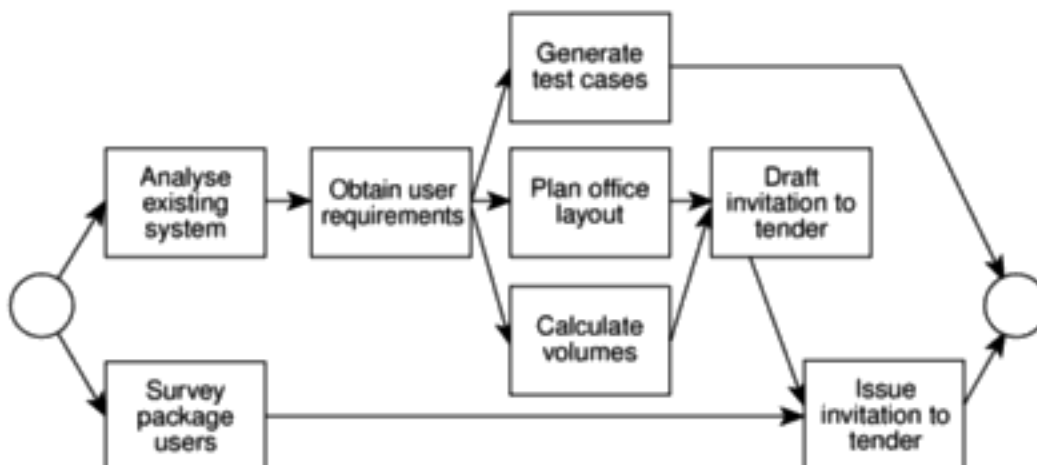 Generate
test cases
Analyse
existing
system
Obtain user
requirements
Plan office
layout
Draft
invitation to
tender
Calculate
volumes
Survey
package
users
Issue
invitation to
tender